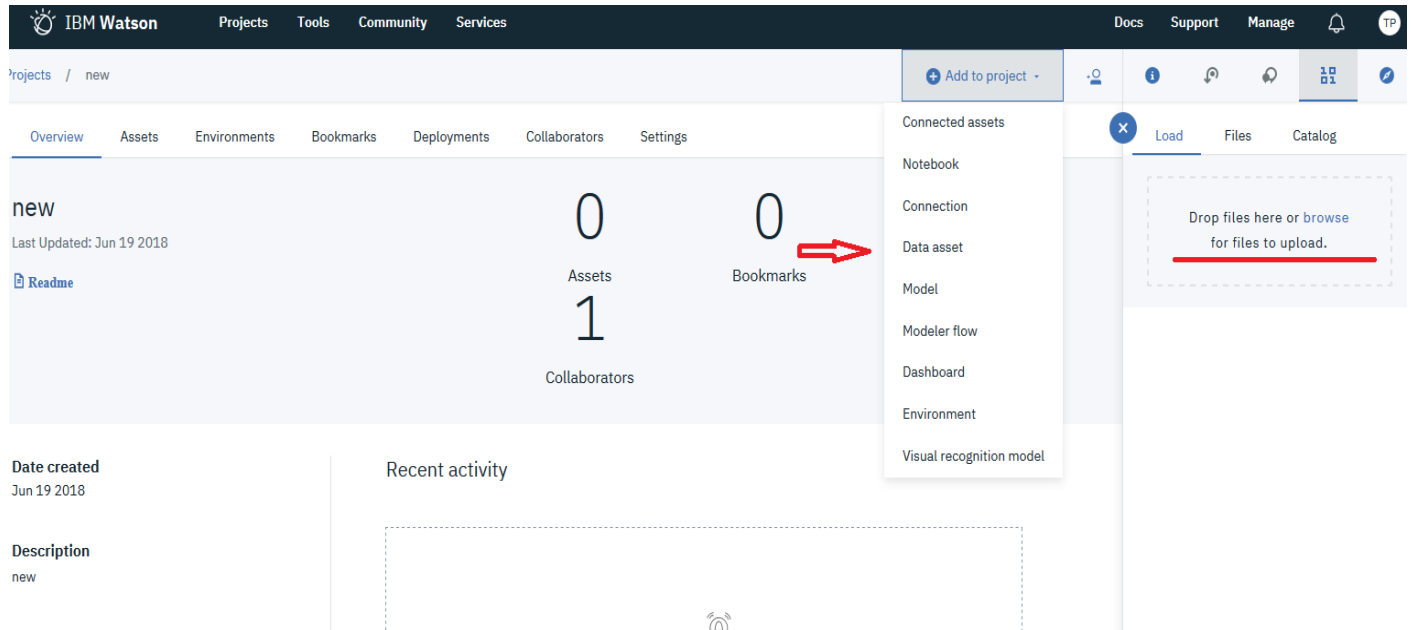 IBM Watson Projects Tools Community Services Docs Support Manage TP
Projects / new Add to project
Overview Assets Environments Bookmarks Deployments Collaborators Settings
new
Last Updated: Jun 19 2018
Readme
0
Assets
0
Bookmarks
1
Collaborators
Connected assets
Notebook
Connection
Data asset
Model
Modeler flow
Dashboard
Environment
Visual recognition model
Load Files Catalog
Drop files here or browse
for files to upload.
Date created
Jun 19 2018
Description
new
Recent activity